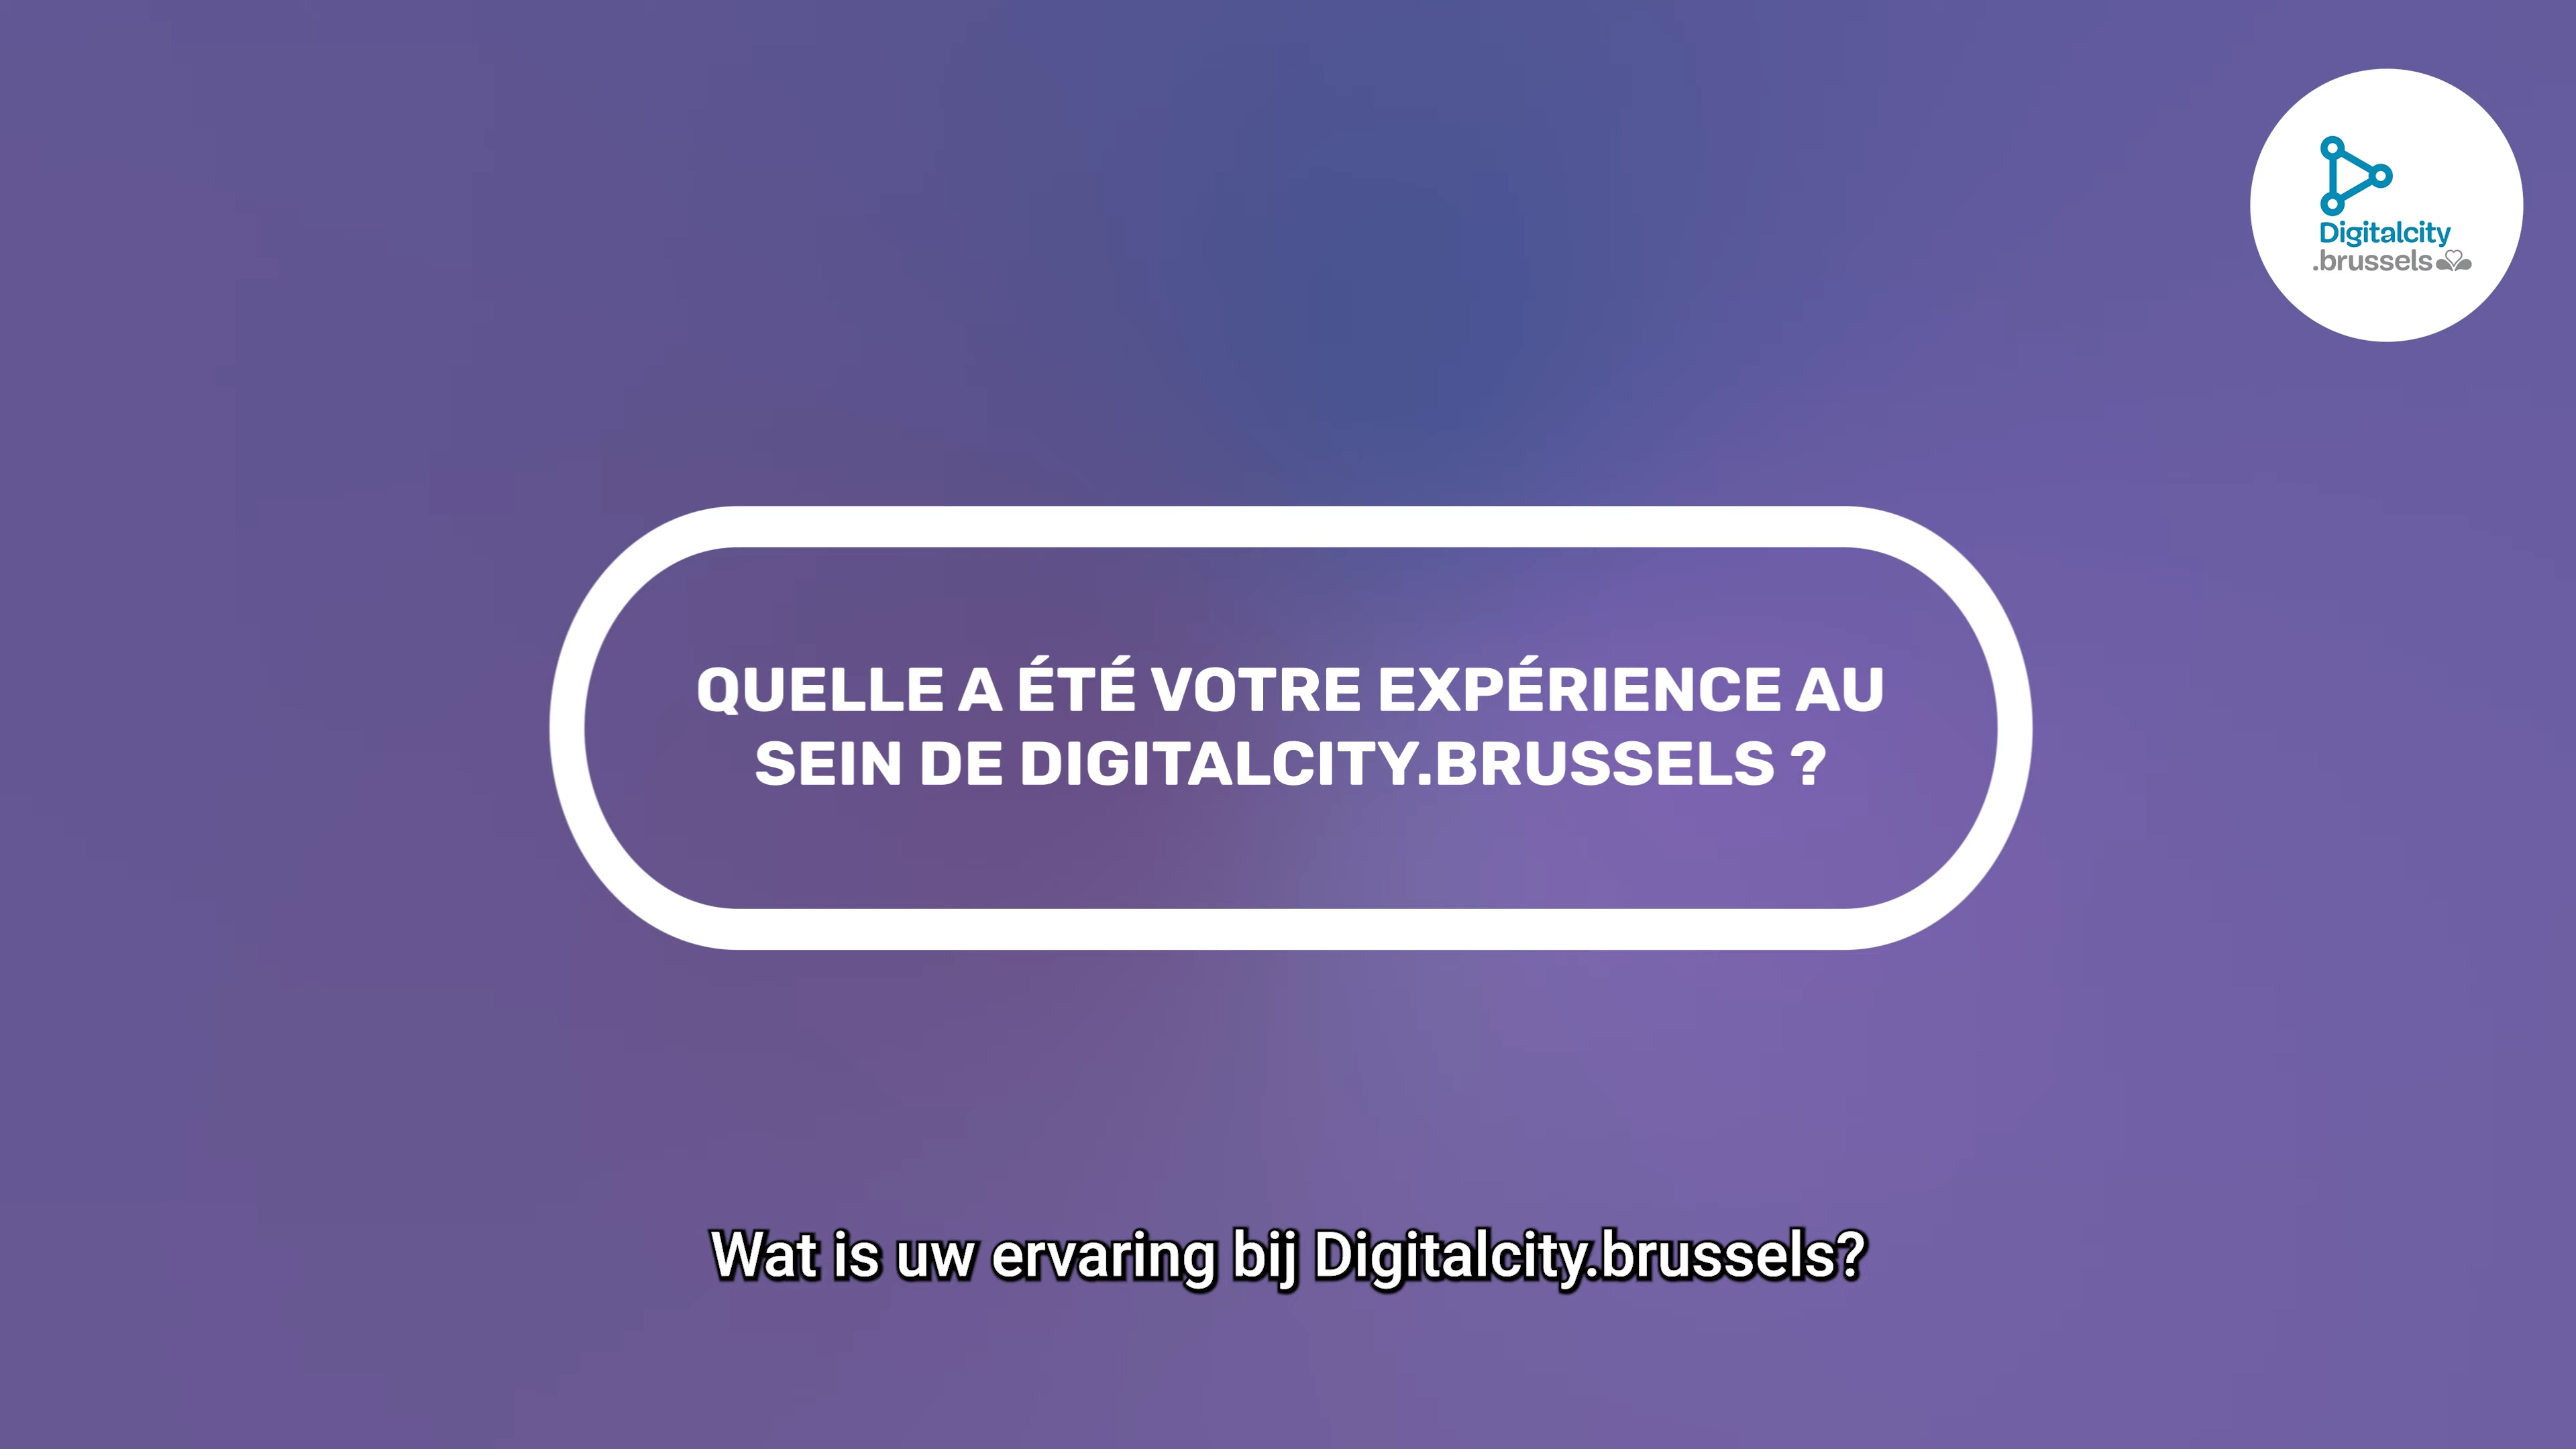 Digitalcity
.brussels
QUELLE A ÉTÉ VOTRE EXPÉRIENCE AU
SEIN DE DIGITALCITY.BRUSSELS ?
Wat is uw ervaring bij Digitalcity.brussels?